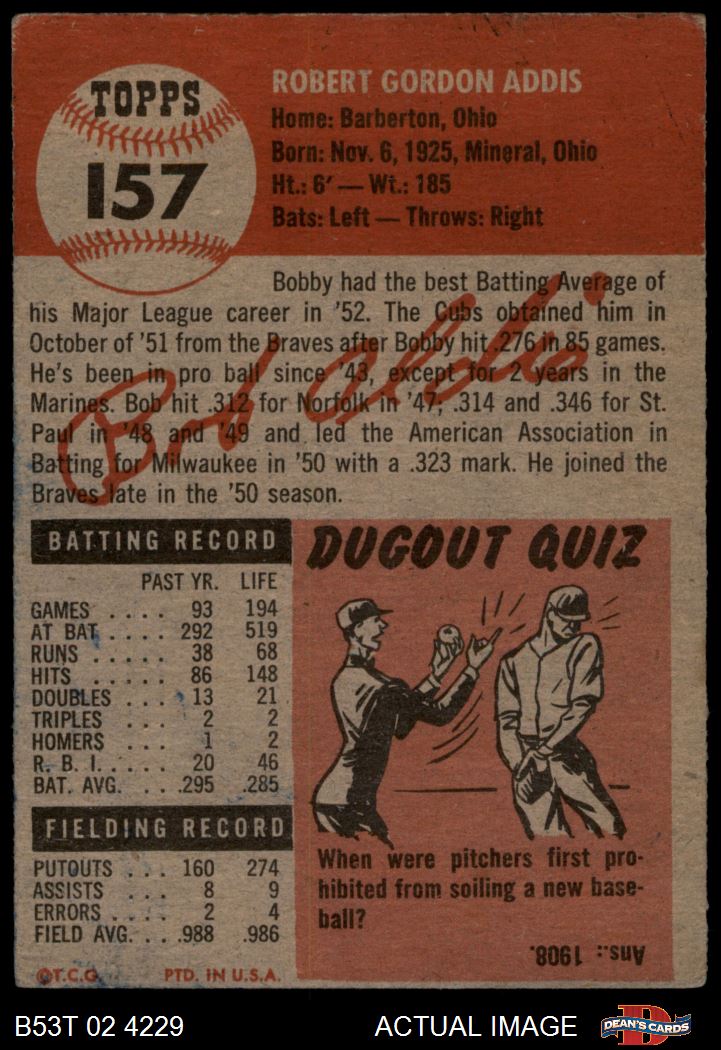 TOPPS
157
ROBERT GORDON ADDIS
Home: Barberton, Ohio
Born: Nov. 6, 1925, Mineral, Ohio
Ht.: 6' — Wt.: 185
Bats: Left — Throws: Right
Bobby had the best Batting Average of
his Major League career in '52. The Cubs obtained him in
October of '51 from the Braves after Bobby hit .276 in 85 games.
He's been in pro ball since '43, except for 2 years in the
Marines. Bob hit .312 for Norfolk in '47, .314 and .346 for St.
Paul in '48 and '49 and led the American Association in
Batting for Milwaukee in '50 with a .323 mark. He joined the
Braves late in the '50 season.
Bob Addis
BATTING RECORD
PAST YR. LIFE
GAMES .... 93 194
AT BAT .... 292 519
RUNS ..... 38 68
HITS ..... 86 148
DOUBLES ... 13 21
TRIPLES ... 2 2
HOMERS ... 1 2
R. B. I. .... 20 46
BAT. AVG. ... .295 .285
FIELDING RECORD
PUTOUTS ... 160 274
ASSISTS ... 8 9
ERRORS .... 2 4
FIELD AVG. ... .988 .986
©T.C.G. PTD. IN U.S.A.
DUGOUT QUIZ
When were pitchers first pro-
hibited from soiling a new base-
ball?
Ans.: 1908.
B53T 02 4229 ACTUAL IMAGE
DEAN'S CARDS